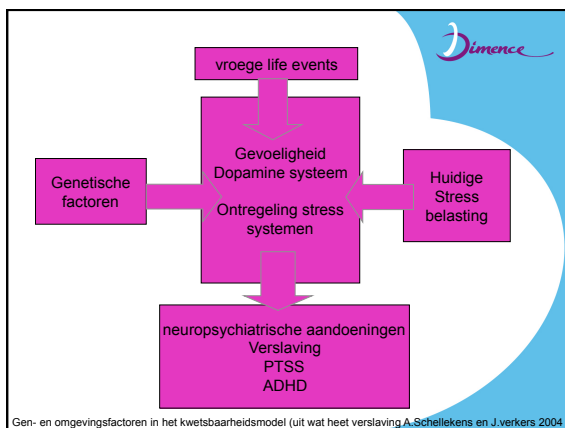 Dimence
vroege life events
Gevoeligheid
Dopamine systeem
Ontregeling stress
systemen
Genetische
factoren
Huidige
Stress
belasting
neuropsychiatrische aandoeningen
Verslaving
PTSS
ADHD
Gen- en omgevingsfactoren in het kwetsbaarheidsmodel (uit wat heet verslaving A.Schellekens en J.verkers 2004